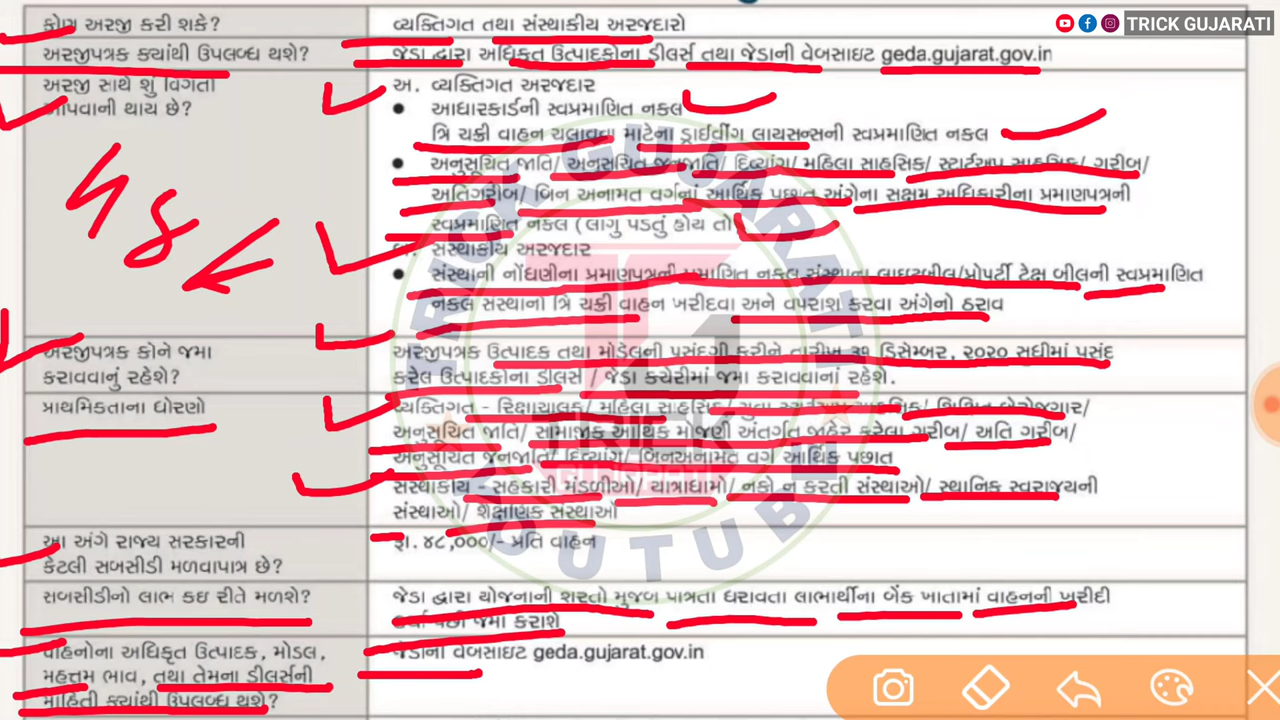 TRICK GUJARATI
કોણ અરજી કરી શકે?
વ્યક્તિગત તથા સંસ્થાકીય અરજદારો
અરજીપત્રક ક્યાંથી ઉપલબ્ધ થશે?
જેડા દ્વારા અધિકૃત ઉત્પાદકોના ડીલર્સ તથા જેડાની વેબસાઇટ geda.gujarat.gov.in
અરજી સાથે શું વિગતો
આપવાની થાય છે?
અ. વ્યક્તિગત અરજદાર
● આધારકાર્ડની સ્વપ્રમાણિત નકલ
ત્રિ ચક્રી વાહન ચલાવવા માટેના ડ્રાઈવીંગ લાયસન્સની સ્વપ્રમાણિત નકલ
● અનુસૂચિત જાતિ/ અનુસૂચિત જનજાતિ/ દિવ્યાંગ/ મહિલા સાહસિક/ સ્ટાર્ટઅપ સાહસિક/ ગરીબ/
અતિગરીબ/ બિન અનામત વર્ગનાં આર્થિક પછાત અંગેના સક્ષમ અધિકારીના પ્રમાણપત્રની
સ્વપ્રમાણિત નકલ (લાગુ પડતું હોય તો)
સંસ્થાકીય અરજદાર
● સંસ્થાની નોંધણીના પ્રમાણપત્રની પ્રમાણિત નકલ સંસ્થાના લાઇટબીલ/પ્રોપર્ટી ટેક્ષ બીલની સ્વપ્રમાણિત
નકલ સંસ્થાનો ત્રિ ચક્રી વાહન ખરીદવા અને વપરાશ કરવા અંગેનો ઠરાવ
અરજીપત્રક કોને જમા
કરાવવાનું રહેશે?
અરજીપત્રક ઉત્પાદક તથા મોડેલની પસંદગી કરીને તારીખ ૩૧ ડિસેમ્બર, ૨૦૨૦ સુધીમાં પસંદ
કરેલ ઉત્પાદકોના ડીલર્સ જેડા કચેરીમાં જમા કરાવવાનાં રહેશે.
પ્રાથમિકતાના ધોરણો
વ્યક્તિગત - રિક્ષાચાલક/ મહિલા સાહસિક/ યુવા બેરોજગાર/
અનુસૂચિત જાતિ/ સામાજીક આર્થિક મોજણી અંતર્ગત જાહેર કરેલા ગરીબ/ અતિ ગરીબ/
અનુસૂચિત જનજાતિ/ દિવ્યાંગ/ બિનઅનામત વર્ગ આર્થિક પછાત
સંસ્થાકીય - સહકારી મંડળીઓ/ યાત્રાધામો/ નફો ન કરતી સંસ્થાઓ/ સ્થાનિક સ્વરાજ્યની
સંસ્થાઓ/ શૈક્ષણિક સંસ્થાઓ
આ અંગે રાજ્ય સરકારની
કેટલી સબસીડી મળવાપાત્ર છે?
રૂા. ૪૮,૦૦૦/- પ્રતિ વાહન
સબસીડીનો લાભ કઇ રીતે મળશે?
જેડા દ્વારા યોજનાની શરતો મુજબ પાત્રતા ધરાવતા લાભાર્થીના બેંક ખાતામાં વાહનની ખરીદી
કર્યા પછી જમા કરાશે
વાહનોના અધિકૃત ઉત્પાદક, મોડલ,
મહત્તમ ભાવ, તથા તેમના ડીલર્સની
માહિતી ક્યાંથી ઉપલબ્ધ થશે?
જેડાની વેબસાઇટ geda.gujarat.gov.in
TRICK GUJARATI
YOUTUBE